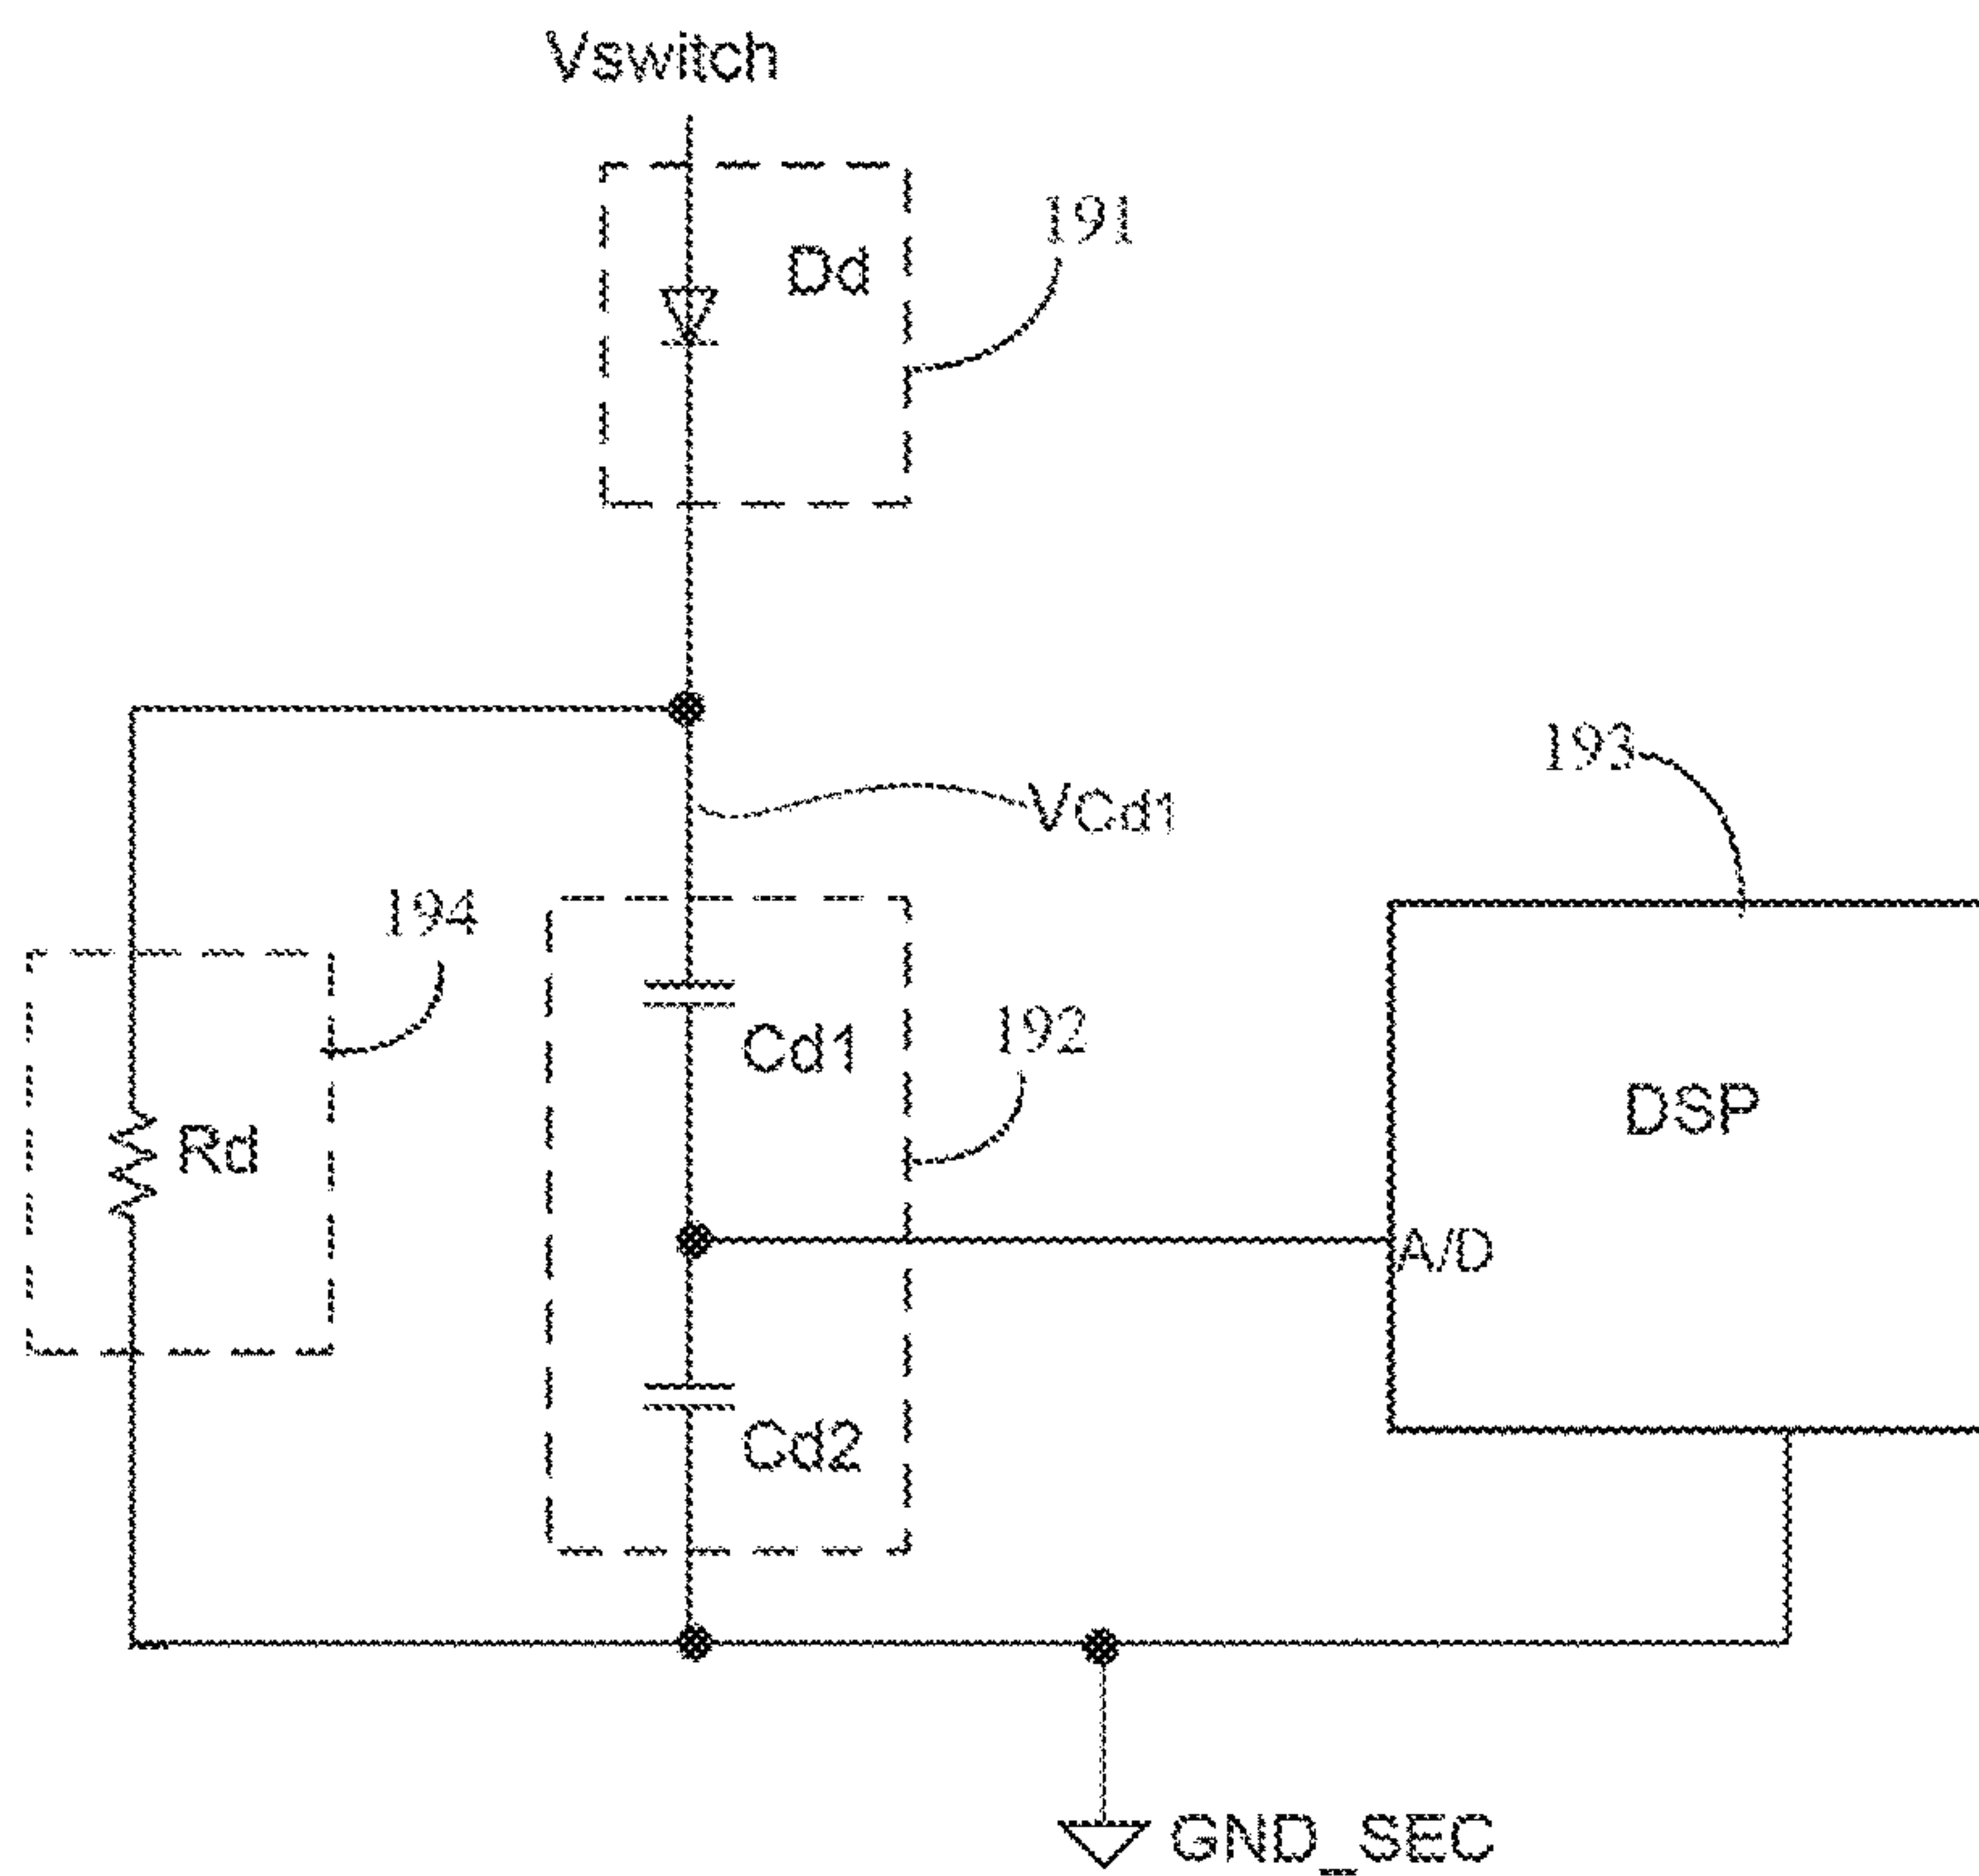 Vswitch
191
Dd
193
VCd1
194
192
Cd1
DSP
Rd
A/D
Cd2
GND_SEC